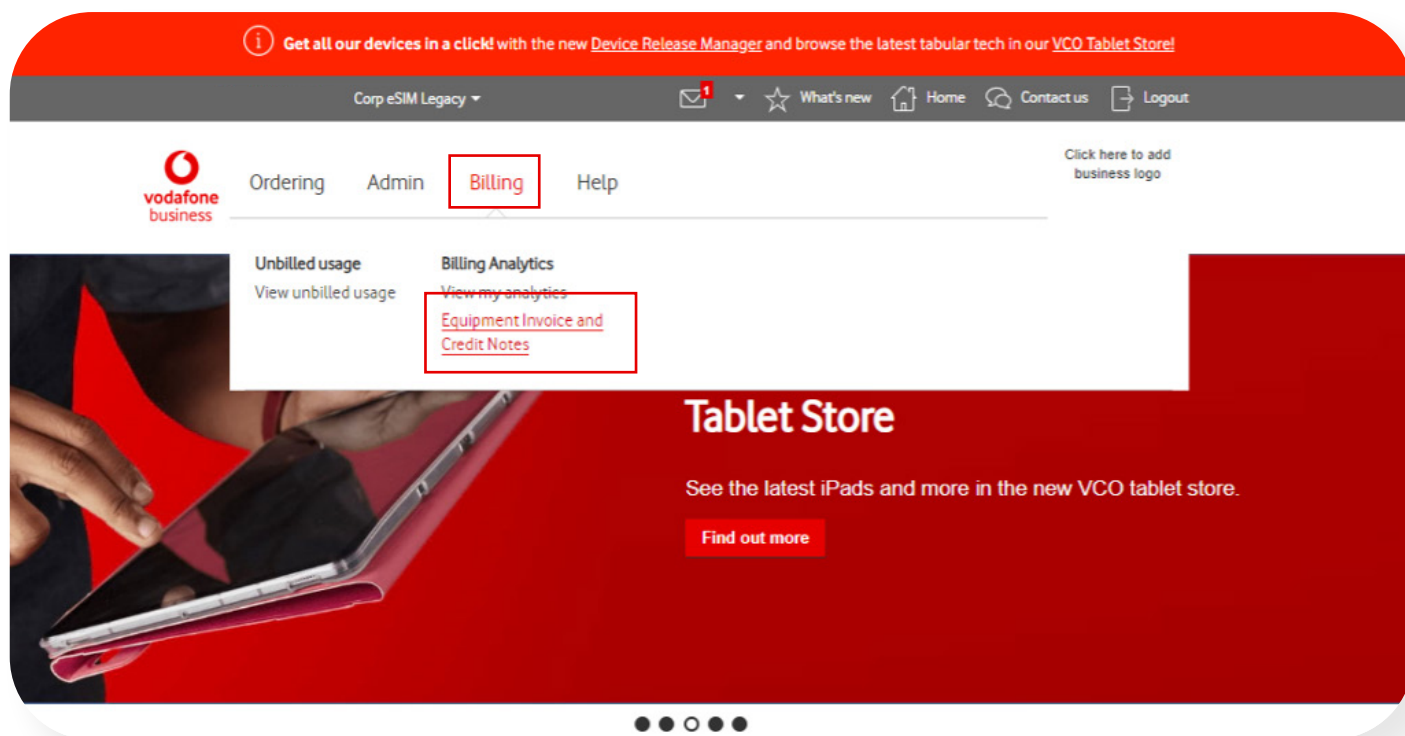 Get all our devices in a click! with the new Device Release Manager and browse the latest tabular tech in our VCO Tablet Store!
Corp eSIM Legacy
1
What's new
Home
Contact us
Logout
vodafone
business
Ordering
Admin
Billing
Help
Click here to add
business logo
Unbilled usage
View unbilled usage
Billing Analytics
View my analytics
Equipment Invoice and
Credit Notes
Tablet Store
See the latest iPads and more in the new VCO tablet store.
Find out more